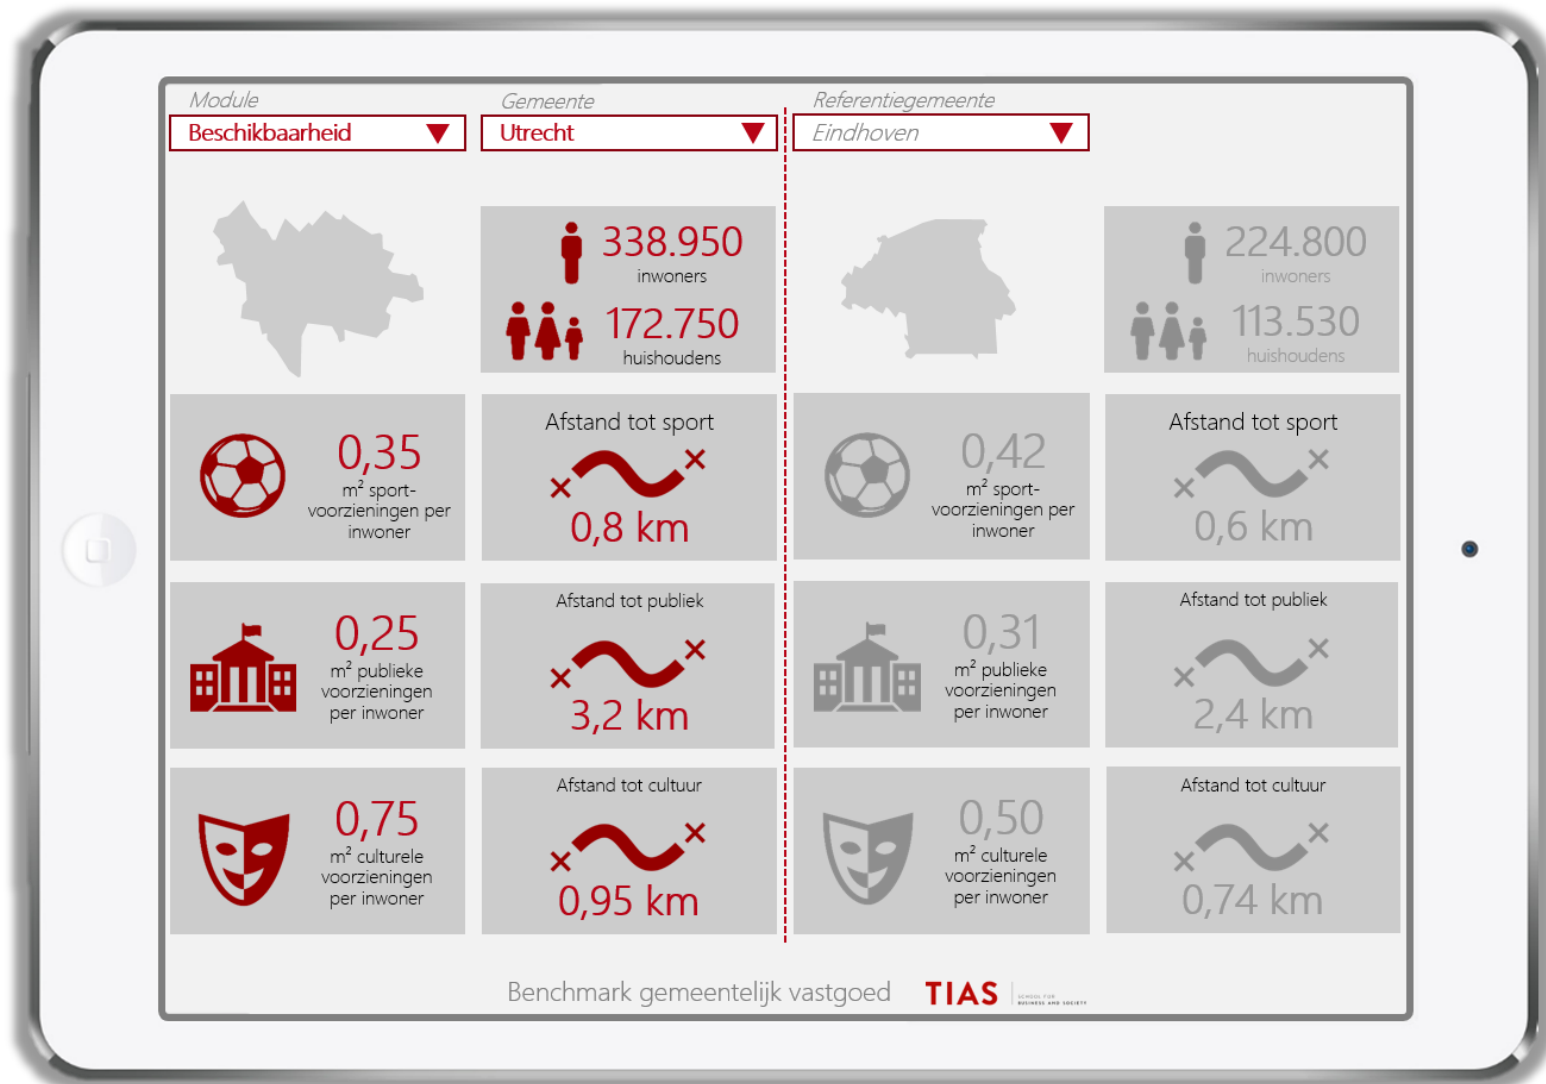 Module
Gemeente
Referentiegemeente
Beschikbaarheid
Utrecht
Eindhoven
338.950
inwoners
172.750
huishoudens
224.800
inwoners
113.530
huishoudens
0,35
m² sport-
voorzieningen per
inwoner
Afstand tot sport
0,8 km
0,42
m² sport-
voorzieningen per
inwoner
Afstand tot sport
0,6 km
0,25
m² publieke
voorzieningen
per inwoner
Afstand tot publiek
3,2 km
0,31
m² publieke
voorzieningen
per inwoner
Afstand tot publiek
2,4 km
0,75
m² culturele
voorzieningen
per inwoner
Afstand tot cultuur
0,95 km
0,50
m² culturele
voorzieningen
per inwoner
Afstand tot cultuur
0,74 km
Benchmark gemeentelijk vastgoed
TIAS
SCHOOL FOR
BUSINESS AND SOCIETY